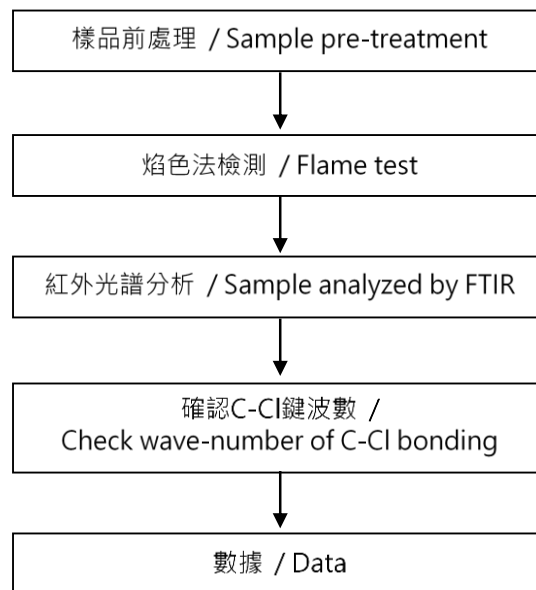 樣品前處理 / Sample pre-treatment
焰色法檢測 / Flame test
紅外光譜分析 / Sample analyzed by FTIR
確認C-Cl鍵波數 /
Check wave-number of C-Cl bonding
數據 / Data